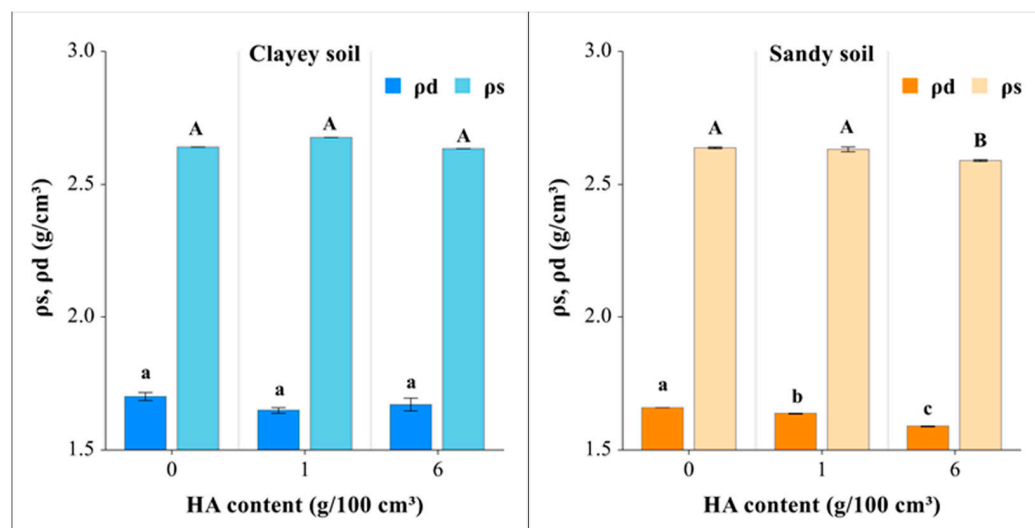 Clayey soil
ρd ρs
ρs, ρd (g/cm³)
3.0
2.5
2.0
1.5
A
A
A
a
a
a
0 1 6
HA content (g/100 cm³)
Sandy soil
ρd ρs
ρs, ρd (g/cm³)
3.0
2.5
2.0
1.5
A
A
B
a
b
c
0 1 6
HA content (g/100 cm³)